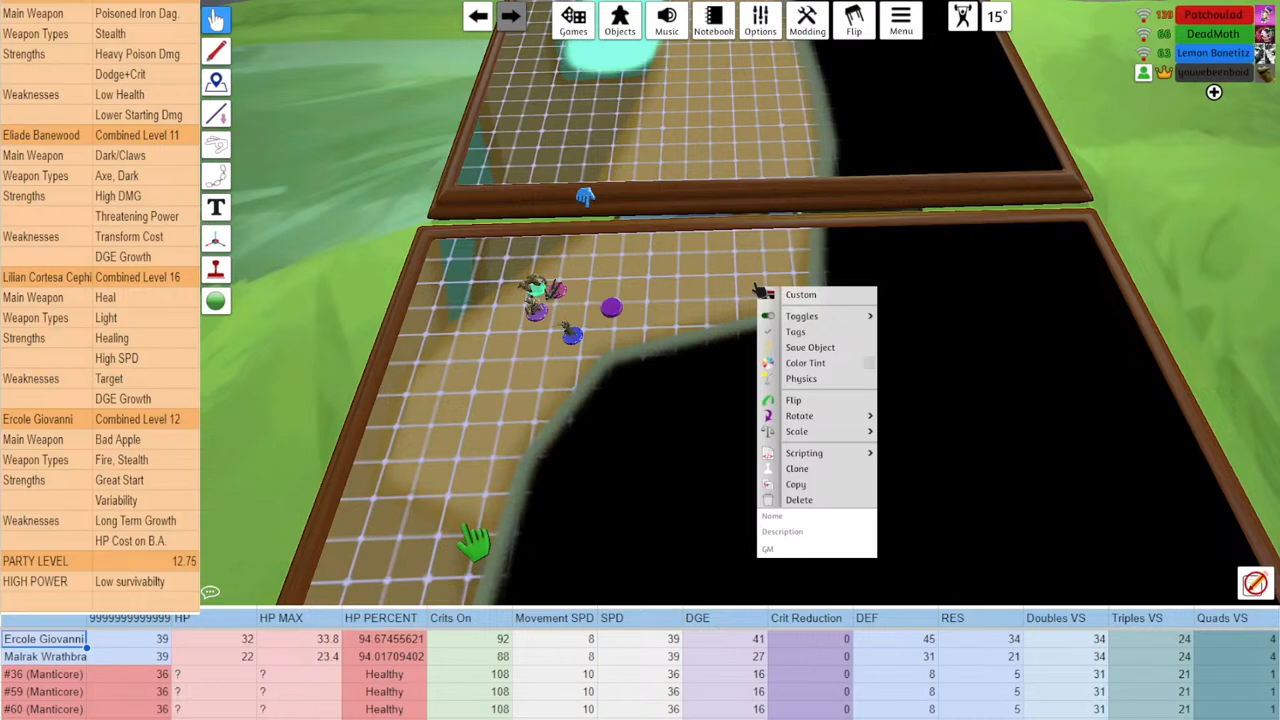 Main Weapon Poisoned Iron Dag.
Weapon Types Stealth
Strengths Heavy Poison Dmg
Dodge+Crit
Weaknesses Low Health
Lower Starting Dmg
Eliade Banewood Combined Level 11
Main Weapon Dark/Claws
Weapon Types Axe, Dark
Strengths High DMG
Threatening Power
Weaknesses Transform Cost
DGE Growth
Lilian Cortesa Cephi Combined Level 16
Main Weapon Heal
Weapon Types Light
Strengths Healing
High SPD
Weaknesses Target
DGE Growth
Ercole Giovanni Combined Level 12
Main Weapon Bad Apple
Weapon Types Fire, Stealth
Strengths Great Start
Variability
Weaknesses Long Term Growth
HP Cost on B.A.
PARTY LEVEL 12.75
HIGH POWER Low survivabilty
T
Games Objects Music Notebook Options Modding Flip Menu
15°
Patchoulad
66 DeadMoth
63 Lemon Bonetitz
youvebeenboid
Custom
Toggles
Tags
Save Object
Color Tint
Physics
Flip
Rotate
Scale
Scripting
Clone
Copy
Delete
Name
Description
GM
9999999999999 HP HP MAX HP PERCENT Crits On Movement SPD SPD DGE Crit Reduction DEF RES Doubles VS Triples VS Quads VS
Ercole Giovanni 39 32 33.8 94.67455621 92 8 39 41 0 45 34 34 24 4
Malrak Wrathbra 39 22 23.4 94.01709402 88 8 39 27 0 31 21 34 24 4
#36 (Manticore) 36 ? ? Healthy 108 10 36 16 0 8 5 31 21 1
#59 (Manticore) 36 ? ? Healthy 108 10 36 16 0 8 5 31 21 1
#60 (Manticore) 36 ? ? Healthy 108 10 36 16 0 8 5 31 21 1